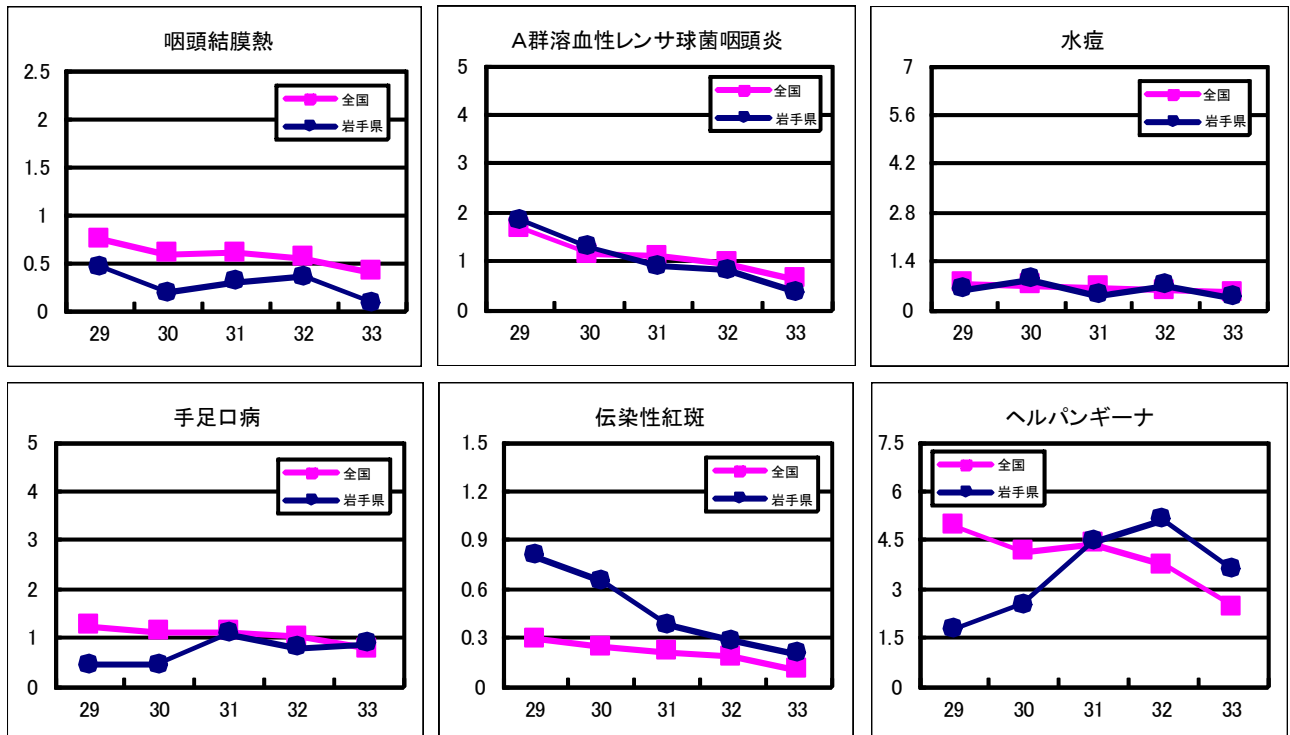 咽頭結膜熱
2.5
2
1.5
1
0.5
0
全国
岩手県
29 30 31 32 33
A群溶血性レンサ球菌咽頭炎
5
4
3
2
1
0
全国
岩手県
29 30 31 32 33
水痘
7
5.6
4.2
2.8
1.4
0
全国
岩手県
29 30 31 32 33
手足口病
5
4
3
2
1
0
全国
岩手県
29 30 31 32 33
伝染性紅斑
1.5
1.2
0.9
0.6
0.3
0
全国
岩手県
29 30 31 32 33
ヘルパンギーナ
7.5
6
4.5
3
1.5
0
全国
岩手県
29 30 31 32 33